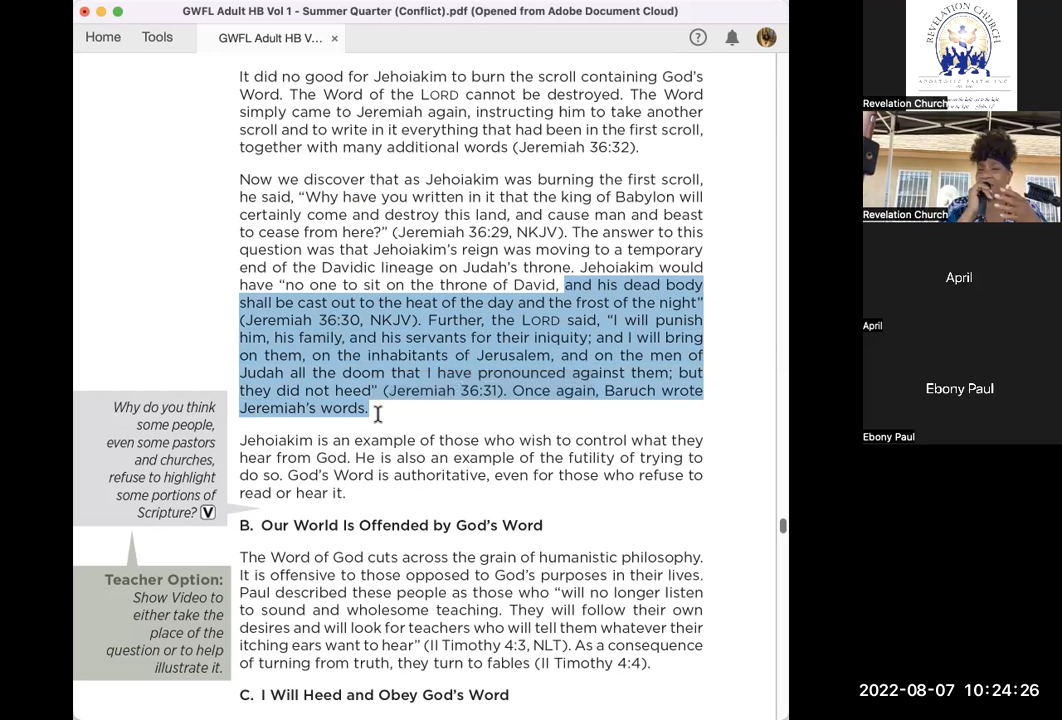 GWFL Adult HB Vol 1 - Summer Quarter (Conflict).pdf (Opened from Adobe Document Cloud)
Home Tools GWFL Adult HB V... ×
It did no good for Jehoiakim to burn the scroll containing God's
Word. The Word of the LORD cannot be destroyed. The Word
simply came to Jeremiah again, instructing him to take another
scroll and to write in it everything that had been in the first scroll,
together with many additional words (Jeremiah 36:32).
Now we discover that as Jehoiakim was burning the first scroll,
he said, “Why have you written in it that the king of Babylon will
certainly come and destroy this land, and cause man and beast
to cease from here?” (Jeremiah 36:29, NKJV). The answer to this
question was that Jehoiakim's reign was moving to a temporary
end of the Davidic lineage on Judah's throne. Jehoiakim would
have “no one to sit on the throne of David, and his dead body
shall be cast out to the heat of the day and the frost of the night”
(Jeremiah 36:30, NKJV). Further, the LORD said, “I will punish
him, his family, and his servants for their iniquity; and I will bring
on them, on the inhabitants of Jerusalem, and on the men of
Judah all the doom that I have pronounced against them; but
they did not heed” (Jeremiah 36:31). Once again, Baruch wrote
Jeremiah's words.
Why do you think
some people,
even some pastors
and churches,
refuse to highlight
some portions of
Scripture? V
Jehoiakim is an example of those who wish to control what they
hear from God. He is also an example of the futility of trying to
do so. God's Word is authoritative, even for those who refuse to
read or hear it.
B. Our World Is Offended by God's Word
Teacher Option:
Show Video to
either take the
place of the
question or to help
illustrate it.
The Word of God cuts across the grain of humanistic philosophy.
It is offensive to those opposed to God's purposes in their lives.
Paul described these people as those who “will no longer listen
to sound and wholesome teaching. They will follow their own
desires and will look for teachers who will tell them whatever their
itching ears want to hear” (II Timothy 4:3, NLT). As a consequence
of turning from truth, they turn to fables (II Timothy 4:4).
C. I Will Heed and Obey God's Word
REVELATION CHURCH
APOSTOLIC FAITH INC
Revelation Church
Revelation Church
April
April
Ebony Paul
Ebony Paul
2022-08-07 10:24:26